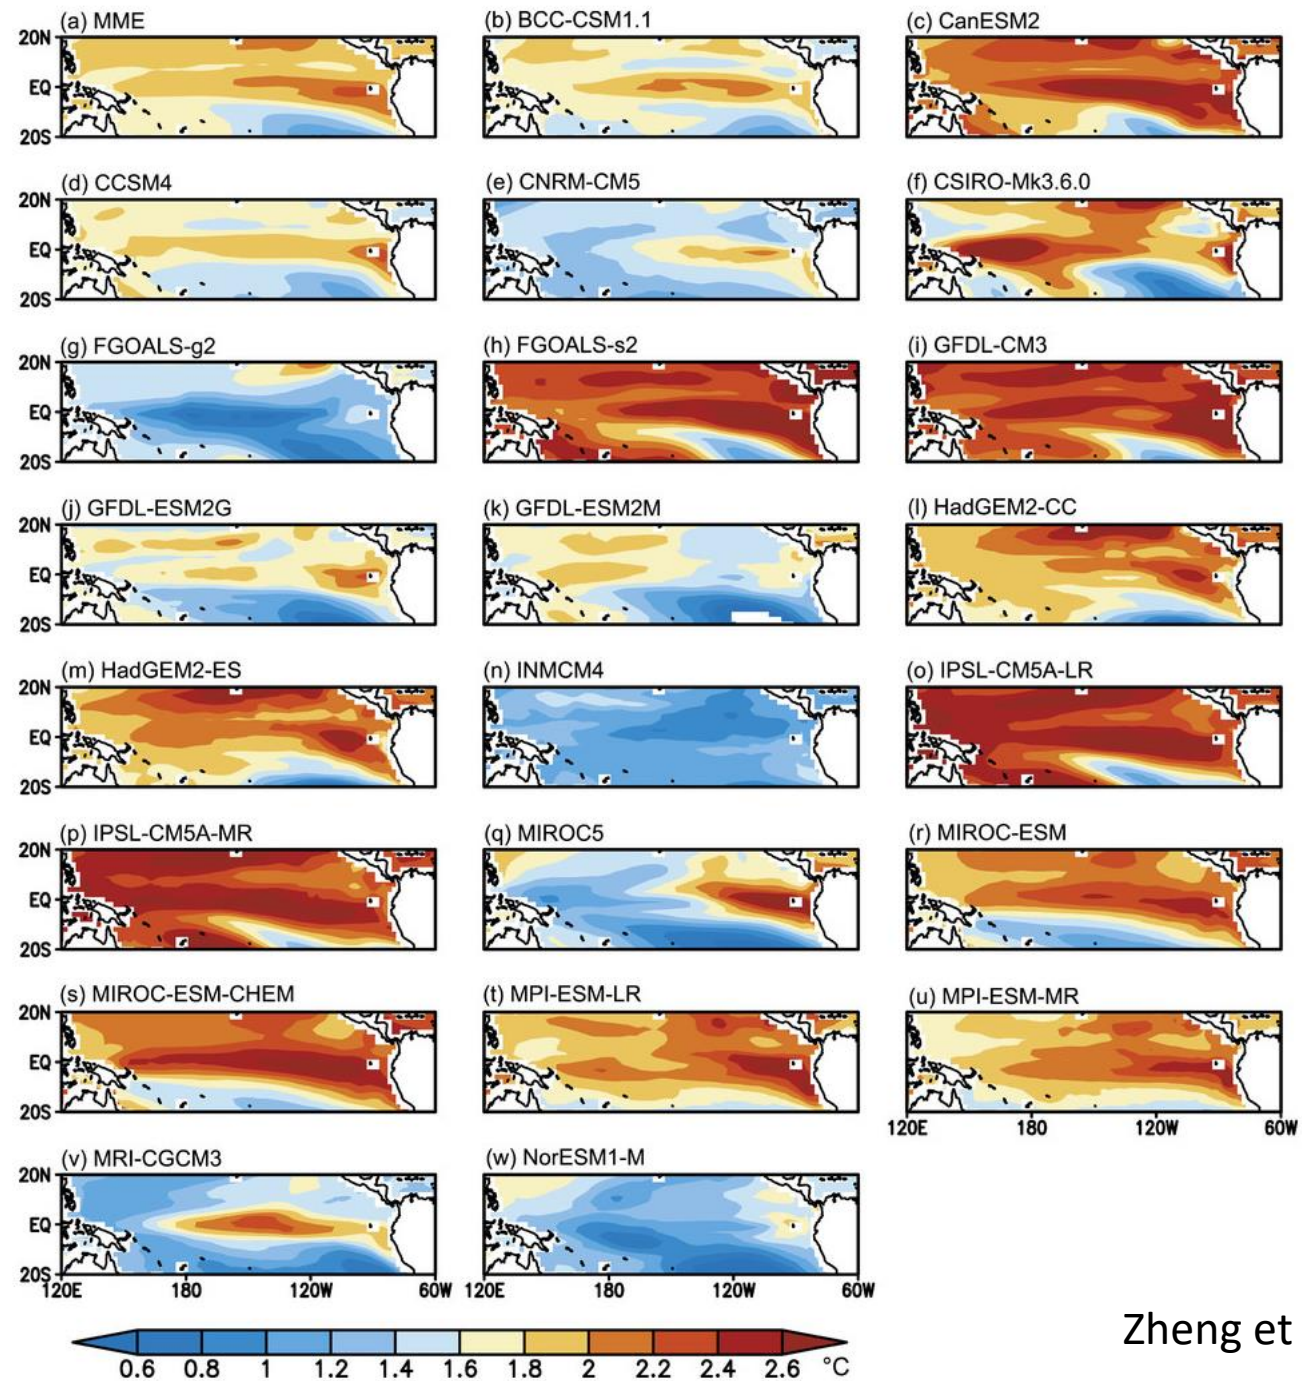 (a) MME
(b) BCC-CSM1.1
(c) CanESM2
20N
EQ
20S
(d) CCSM4
(e) CNRM-CM5
(f) CSIRO-Mk3.6.0
20N
EQ
20S
(g) FGOALS-g2
(h) FGOALS-s2
(i) GFDL-CM3
20N
EQ
20S
(j) GFDL-ESM2G
(k) GFDL-ESM2M
(l) HadGEM2-CC
20N
EQ
20S
(m) HadGEM2-ES
(n) INMCM4
(o) IPSL-CM5A-LR
20N
EQ
20S
(p) IPSL-CM5A-MR
(q) MIROC5
(r) MIROC-ESM
20N
EQ
20S
(s) MIROC-ESM-CHEM
(t) MPI-ESM-LR
(u) MPI-ESM-MR
20N
EQ
20S
120E 180 120W 60W
(v) MRI-CGCM3
(w) NorESM1-M
20N
EQ
20S
120E 180 120W 60W 120E 180 120W 60W
Zheng et
0.6 0.8 1 1.2 1.4 1.6 1.8 2 2.2 2.4 2.6 °C